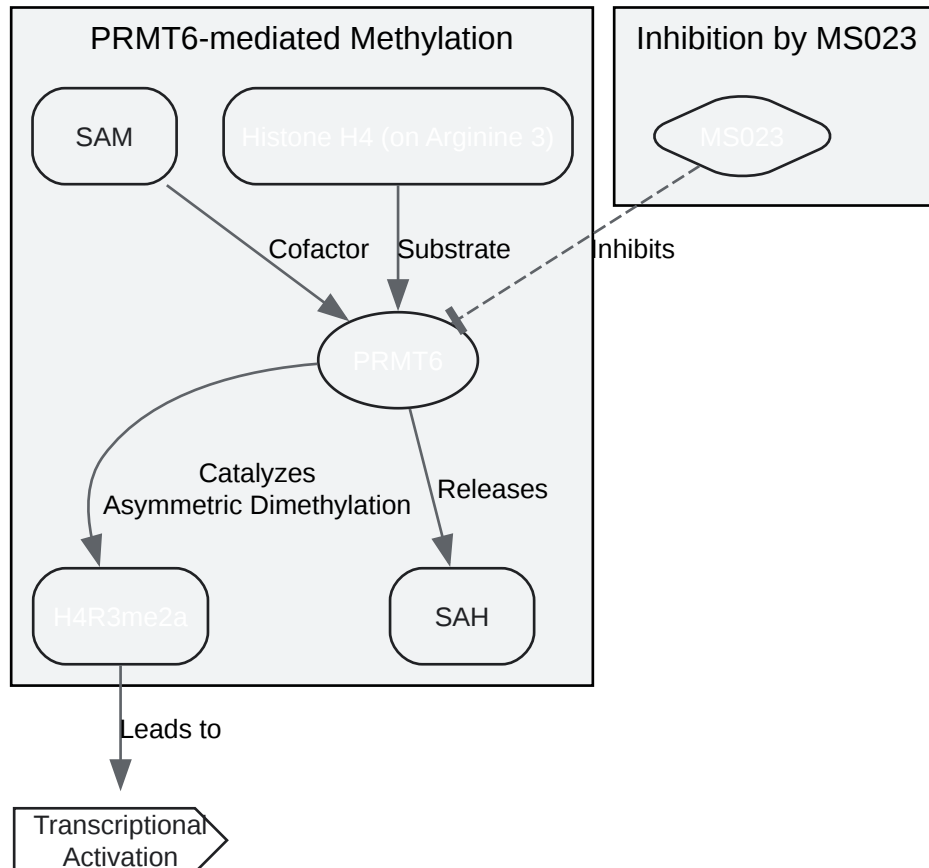 PRMT6-mediated Methylation
Inhibition by MS023
SAM
Histone H4 (on Arginine 3)
MS023
Cofactor
Substrate
Inhibits
PRMT6
Catalyzes
Asymmetric Dimethylation
Releases
H4R3me2a
SAH
Leads to
Transcriptional
Activation